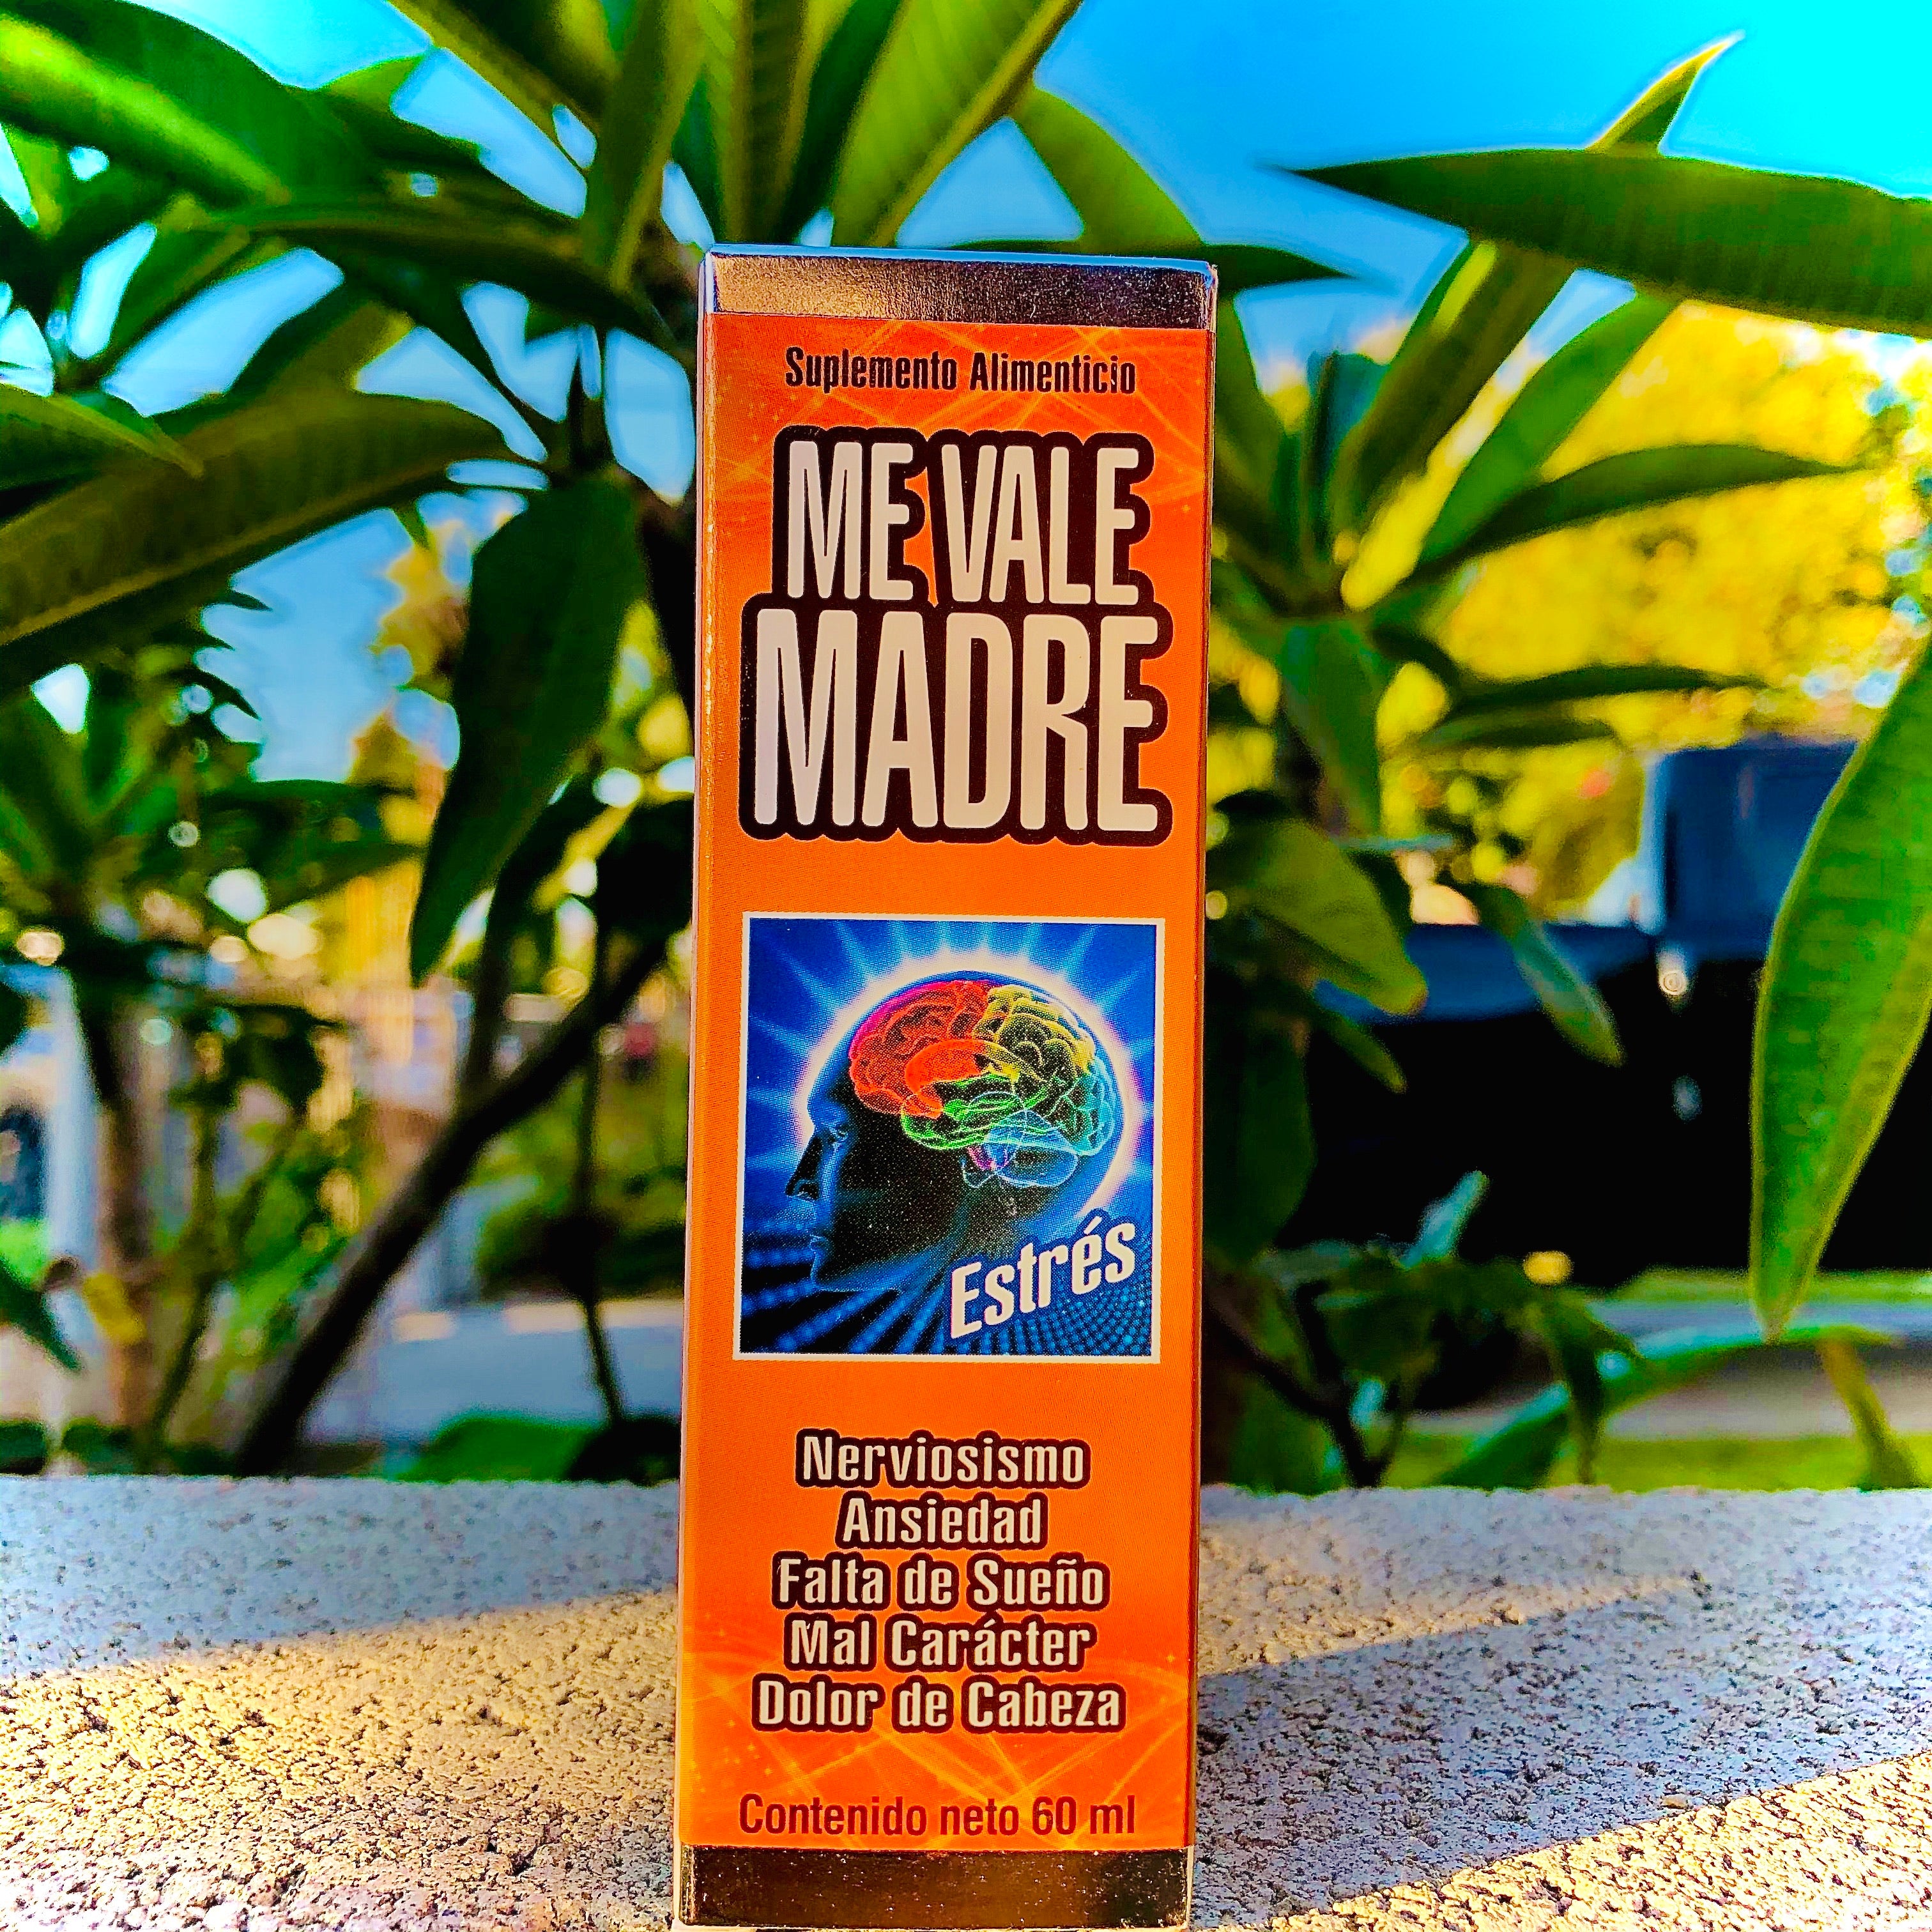 Suplemento Alimenticio
ME VALE
MADRE
Estrés
Nerviosismo
Ansiedad
Falta de Sueño
Mal Carácter
Dolor de Cabeza
Contenido neto 60 ml